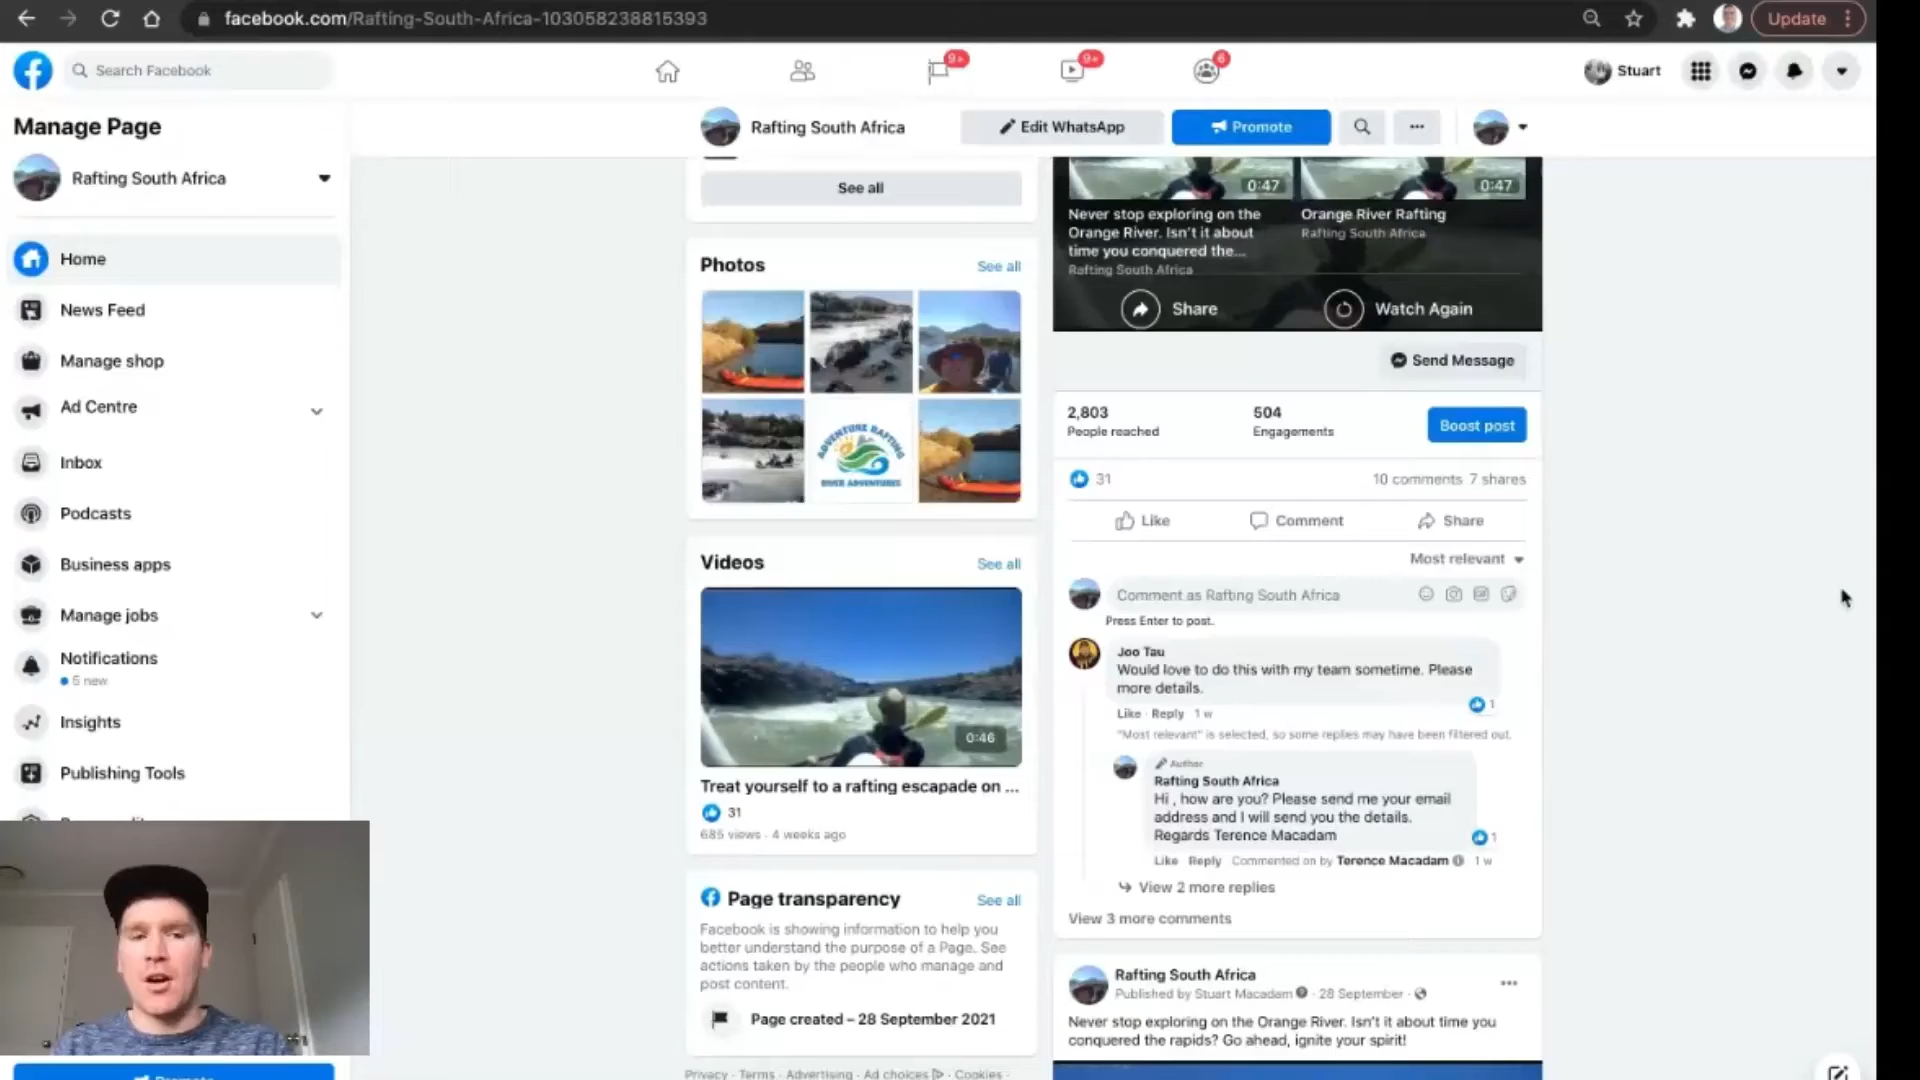 facebook.com/Rafting-South-Africa-103058238815393
Update
Search Facebook
9+
9+
6
Stuart
Manage Page
Rafting South Africa
Edit WhatsApp
Promote
Rafting South Africa
Home
News Feed
Manage shop
Ad Centre
Inbox
Podcasts
Business apps
Manage jobs
Notifications
5 new
Insights
Publishing Tools
See all
Photos
See all
ADVENTURE RAFTING
RIVER ADVENTURES
Videos
See all
0:46
Treat yourself to a rafting escapade on ...
31
685 views · 4 weeks ago
Page transparency
See all
Facebook is showing information to help you
better understand the purpose of a Page. See
actions taken by the people who manage and
post content.
Page created – 28 September 2021
Privacy · Terms · Advertising · Ad choices · Cookies ·
0:47
0:47
Never stop exploring on the
Orange River. Isn't it about
time you conquered the...
Rafting South Africa
Orange River Rafting
Rafting South Africa
Share
Watch Again
Send Message
2,803
People reached
504
Engagements
Boost post
31
10 comments 7 shares
Like
Comment
Share
Most relevant
Comment as Rafting South Africa
Press Enter to post.
Joo Tau
Would love to do this with my team sometime. Please
more details.
1
Like · Reply · 1 w
"Most relevant" is selected, so some replies may have been filtered out.
Author
Rafting South Africa
Hi , how are you? Please send me your email
address and I will send you the details.
Regards Terence Macadam
1
Like Reply Commented on by Terence Macadam 1 w
View 2 more replies
View 3 more comments
Rafting South Africa
Published by Stuart Macadam · 28 September ·
Never stop exploring on the Orange River. Isn't it about time you
conquered the rapids? Go ahead, ignite your spirit!